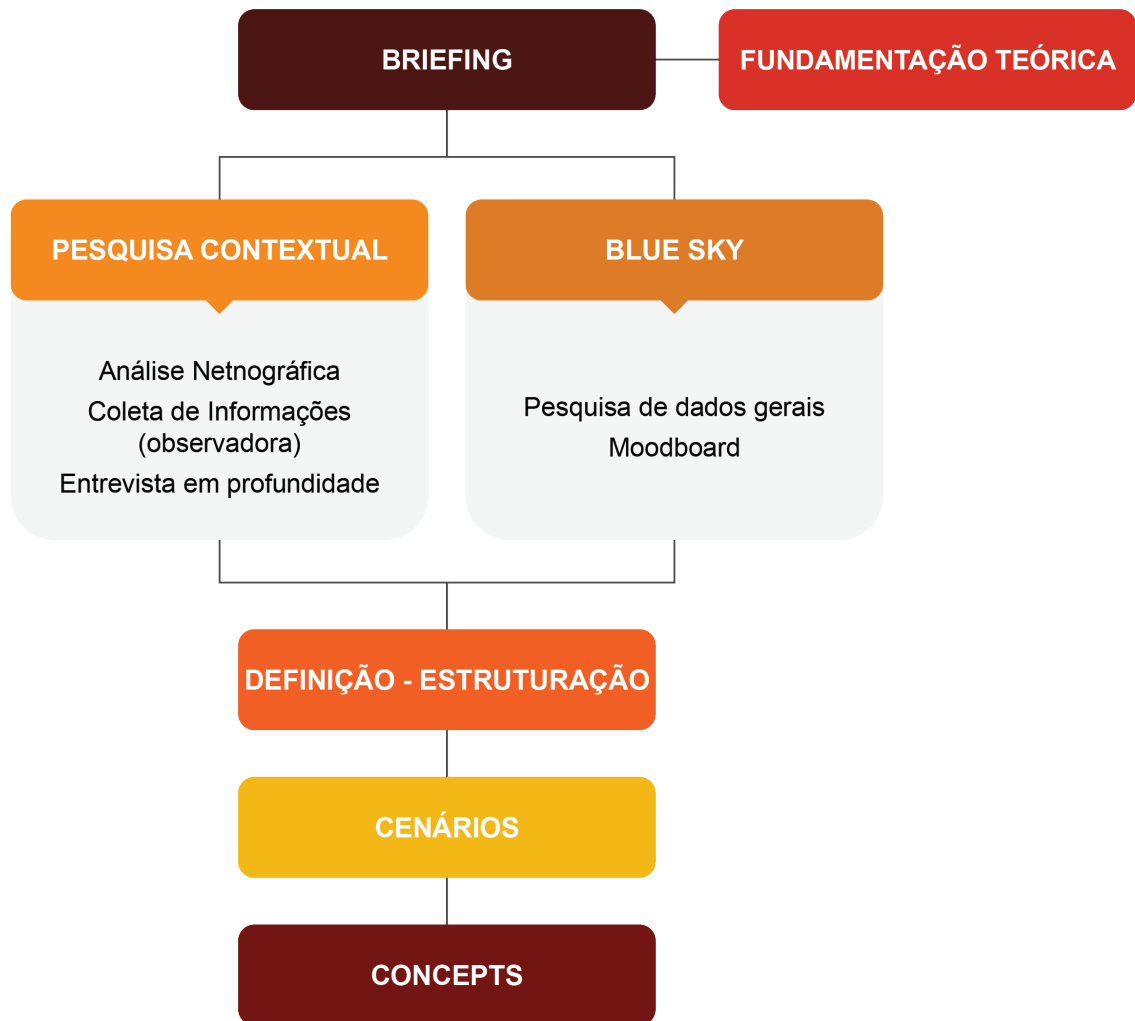 BRIEFING
FUNDAMENTAÇÃO TEÓRICA
PESQUISA CONTEXTUAL
Análise Netnográfica
Coleta de Informações
(observadora)
Entrevista em profundidade
BLUE SKY
Pesquisa de dados gerais
Moodboard
DEFINIÇÃO - ESTRUTURAÇÃO
CENÁRIOS
CONCEPTS